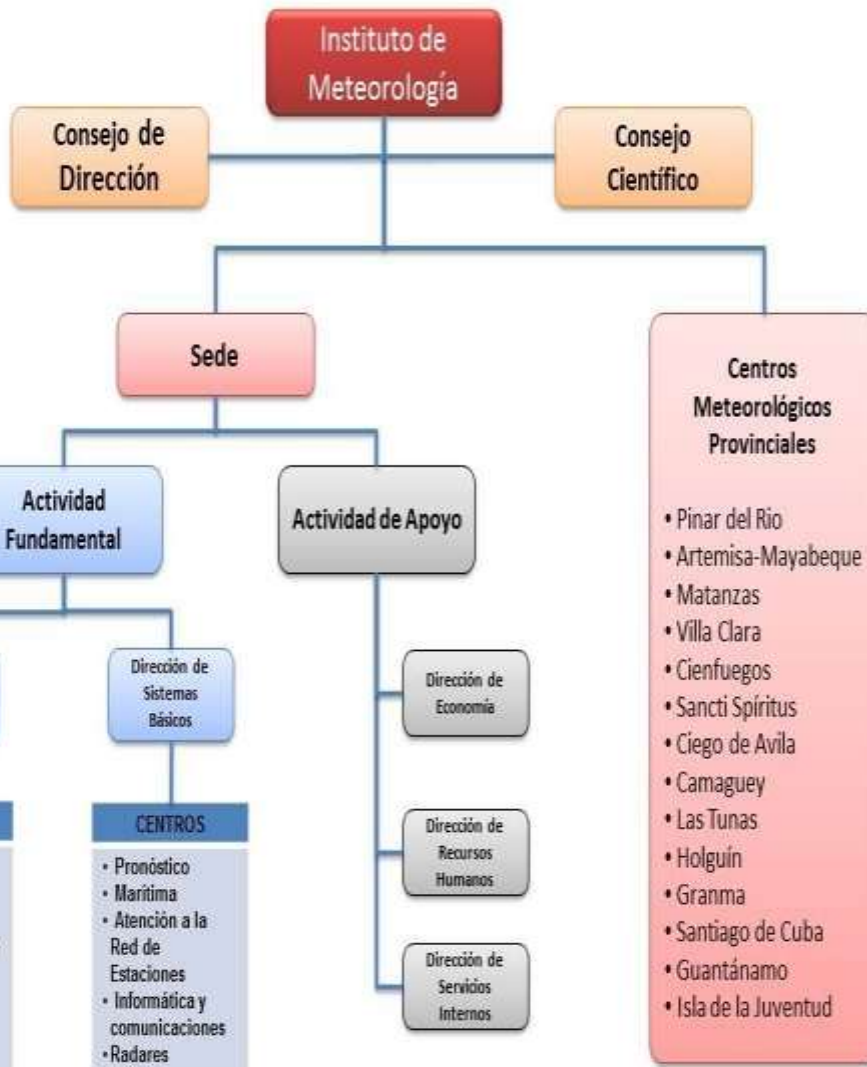 Instituto de
Meteorología
Consejo de
Dirección
Consejo
Científico
Sede
Centros
Meteorológicos
Provinciales
• Pinar del Rio
• Artemisa-Mayabeque
• Matanzas
• Villa Clara
• Cienfuegos
• Sancti Spíritus
• Ciego de Avila
• Camaguey
• Las Tunas
• Holguín
• Granma
• Santiago de Cuba
• Guantánamo
• Isla de la Juventud
Actividad
Fundamental
Actividad de Apoyo
Dirección de
Sistemas
Básicos
CENTROS
• Pronóstico
• Marítima
• Atención a la
Red de
Estaciones
• Informática y
comunicaciones
• Radares
Dirección de
Economía
Dirección de
Recursos
Humanos
Dirección de
Servicios
Internos